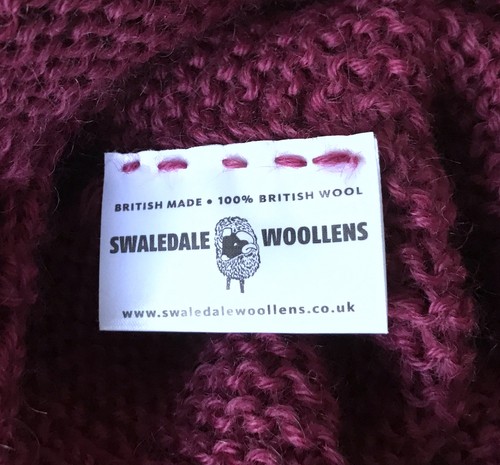 BRITISH MADE • 100% BRITISH WOOL
SWALEDALE WOOLLENS
www.swaledalewoollens.co.uk